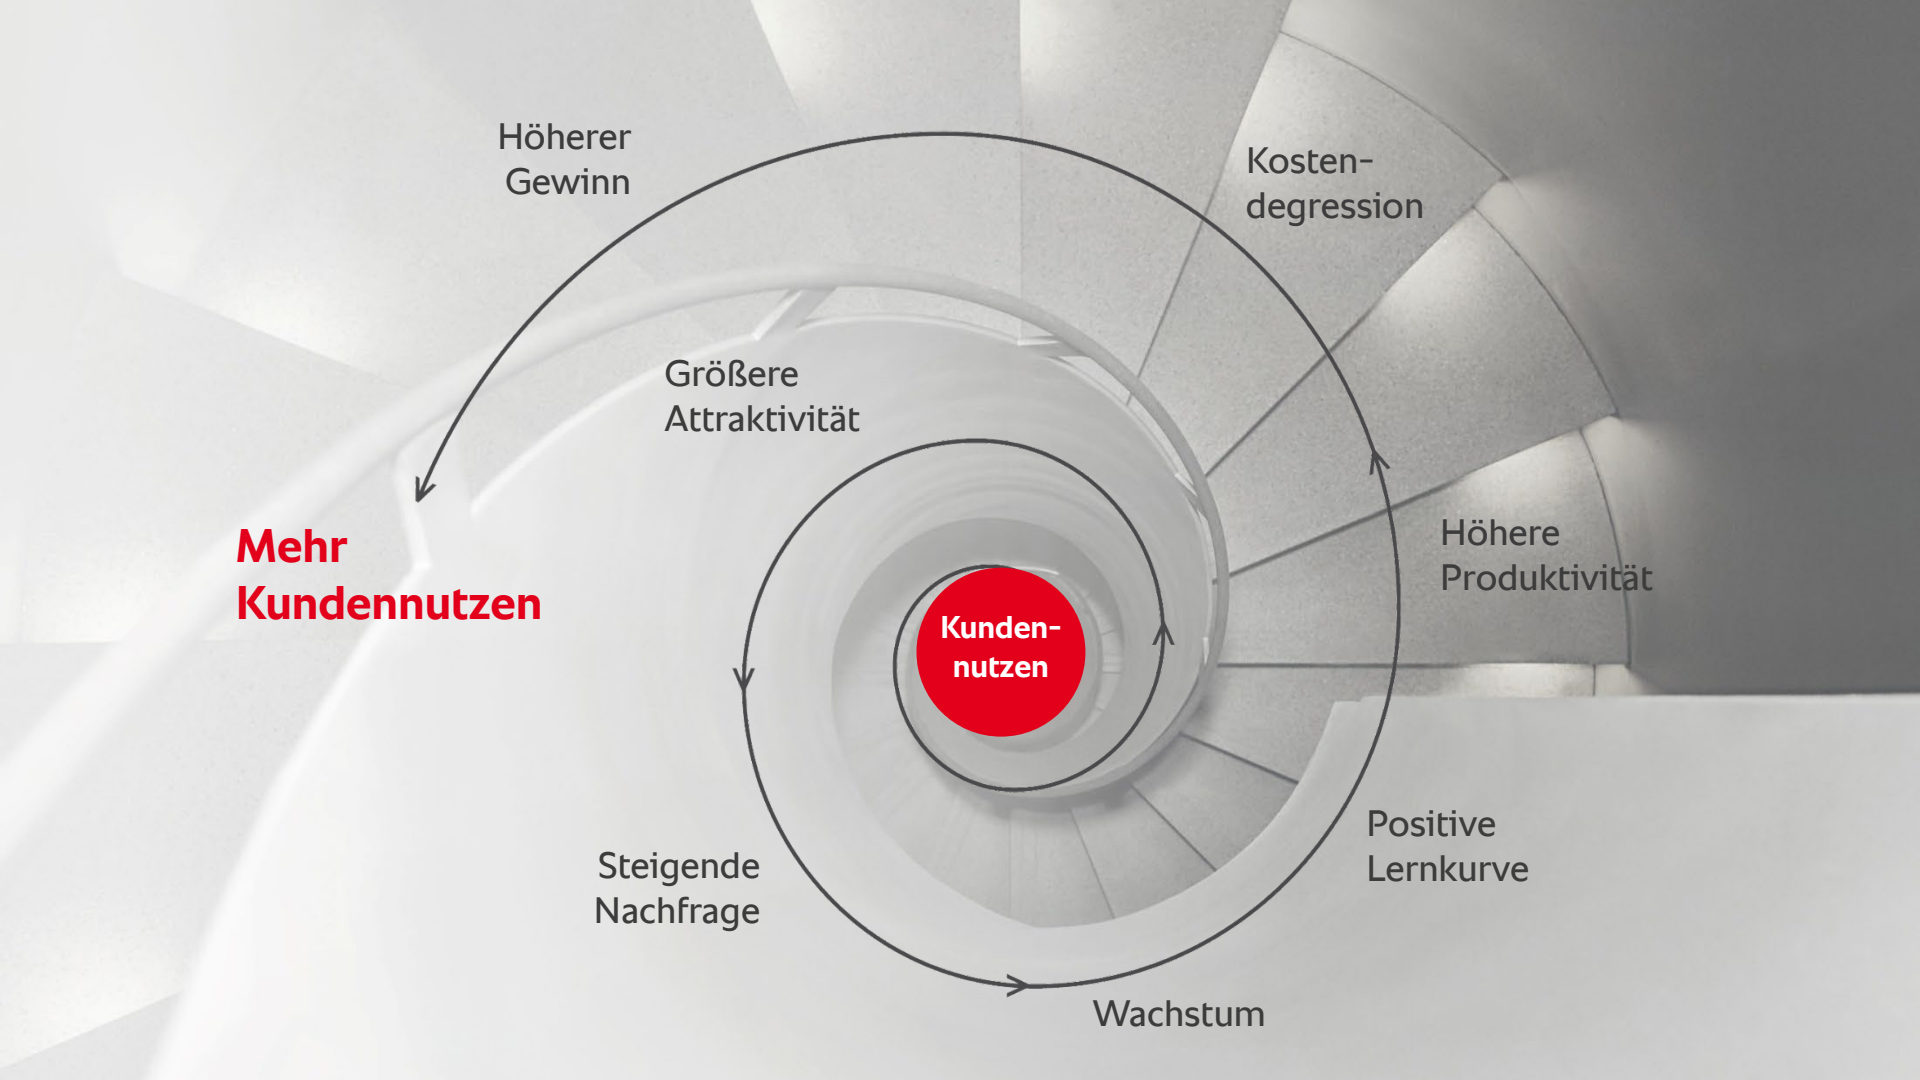 Höherer
Gewinn
Kosten-
degression
Größere
Attraktivität
Mehr
Kundennutzen
Kunden-
nutzen
Höhere
Produktivität
Steigende
Nachfrage
Positive
Lernkurve
Wachstum